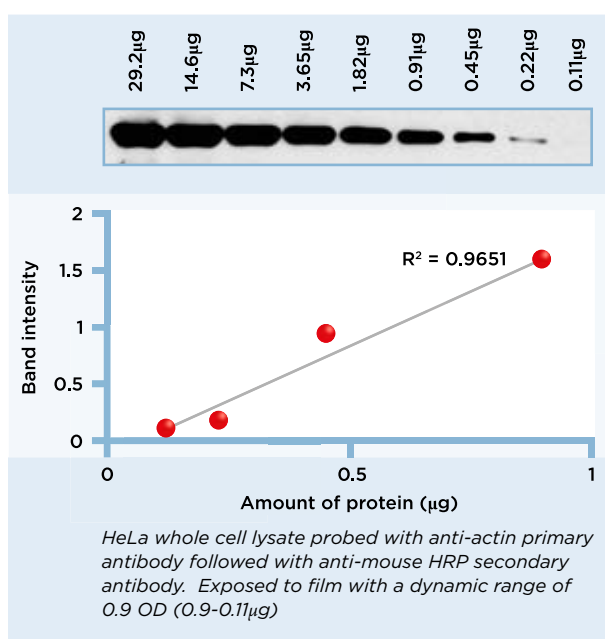 29.2μg 14.6μg 7.3μg 3.65μg 1.82μg 0.91μg 0.45μg 0.22μg 0.11μg
2
1.5
1
0.5
0
Band intensity
R² = 0.9651
0 0.5 1
Amount of protein (μg)
HeLa whole cell lysate probed with anti-actin primary
antibody followed with anti-mouse HRP secondary
antibody. Exposed to film with a dynamic range of
0.9 OD (0.9-0.11μg)